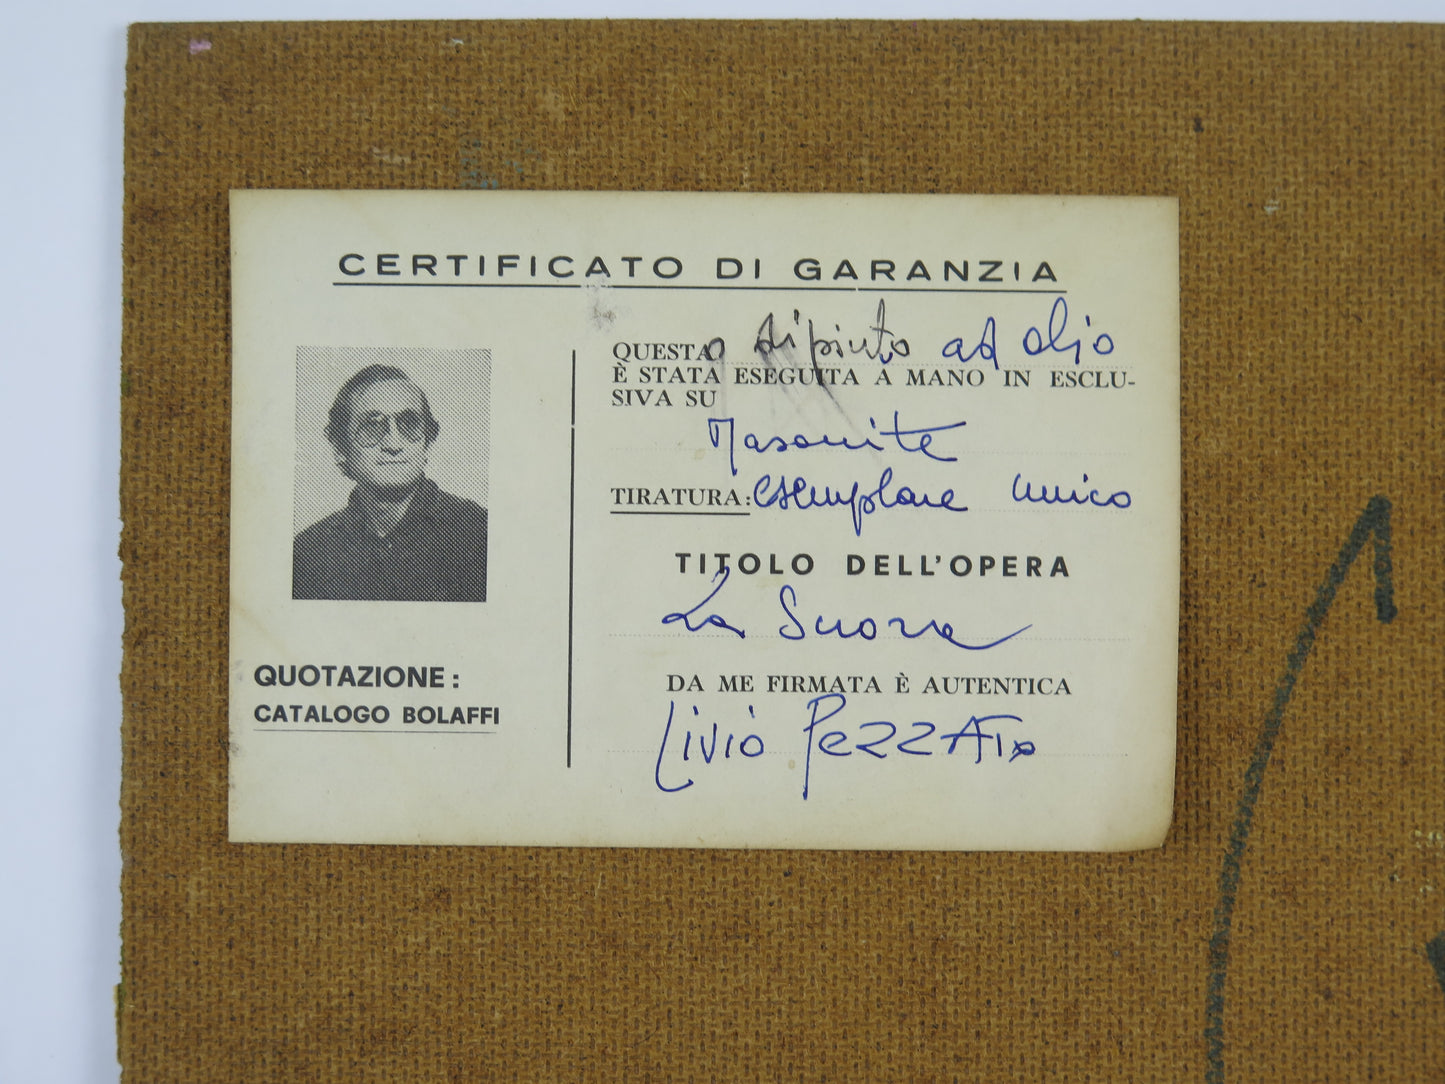 CERTIFICATO DI GARANZIA
QUESTAo dipinto ad olio
È STATA ESEGUITA A MANO IN ESCLU-
SIVA SU
Masonite
TIRATURA: esemplare unico
TITOLO DELL'OPERA
La Suora
DA ME FIRMATA È AUTENTICA
Livio Pezzato
QUOTAZIONE:
CATALOGO BOLAFFI